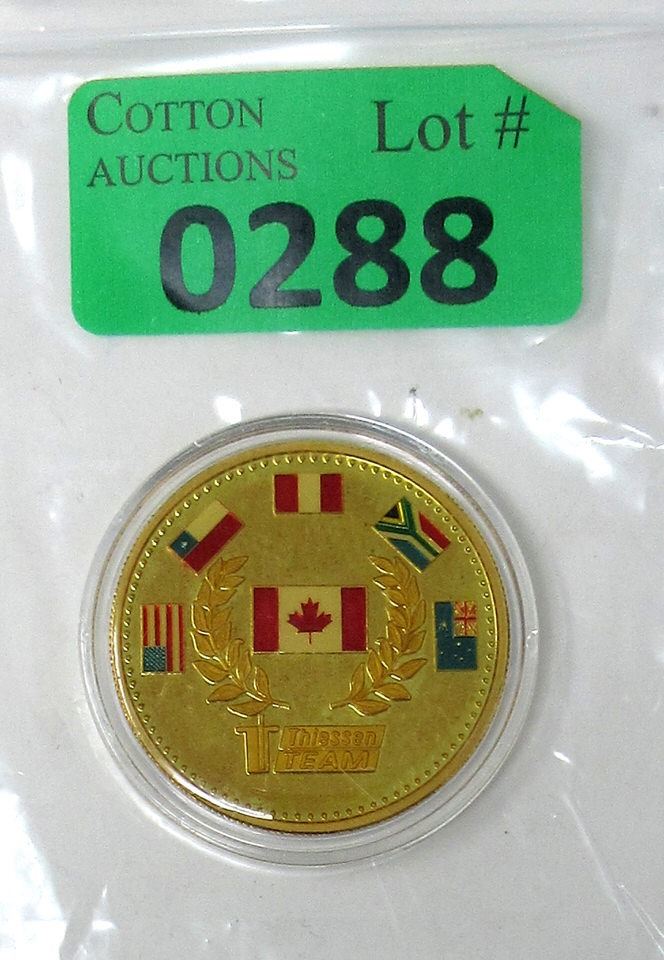 COTTON
AUCTIONS
Lot #
0288
Thiessen
TEAM